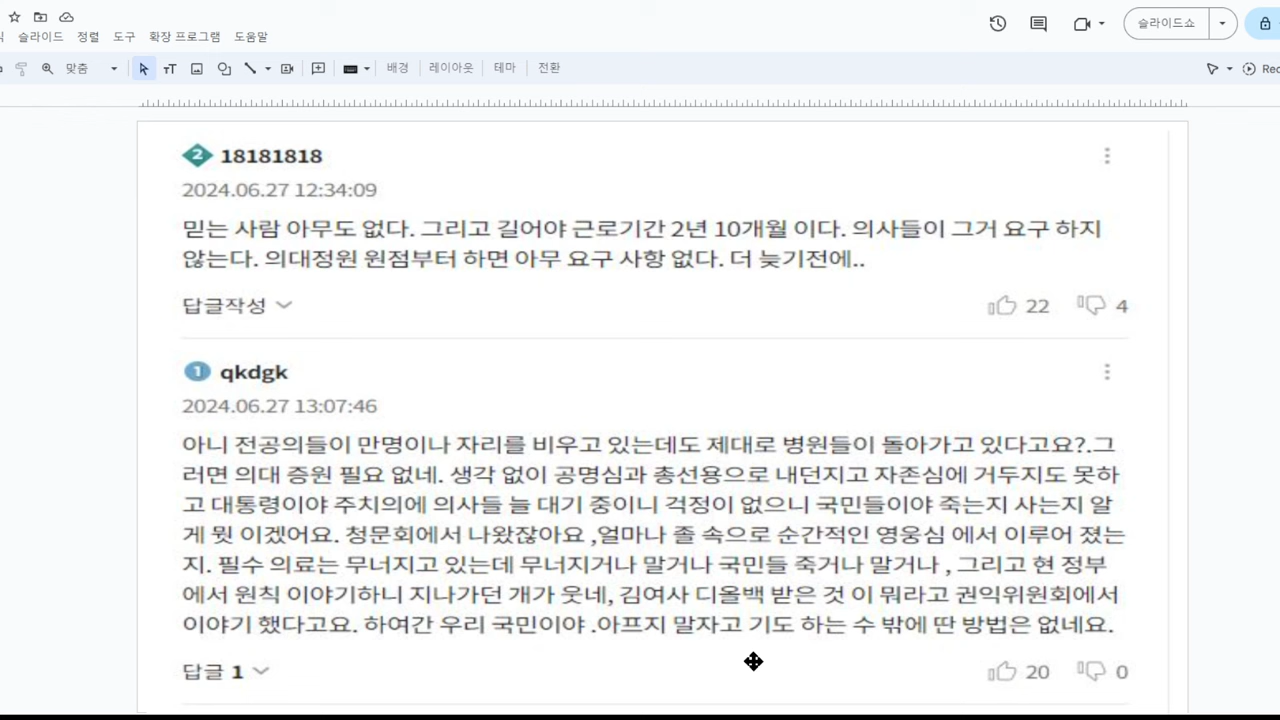 슬라이드 정렬 도구 확장 프로그램 도움말
슬라이드쇼
맞춤 배경 레이아웃 테마 전환 Rec
2 18181818
2024.06.27 12:34:09
믿는 사람 아무도 없다. 그리고 길어야 근로기간 2년 10개월 이다. 의사들이 그거 요구 하지
않는다. 의대정원 원점부터 하면 아무 요구 사항 없다. 더 늦기전에..
답글작성 22 4
1 qkdgk
2024.06.27 13:07:46
아니 전공의들이 만명이나 자리를 비우고 있는데도 제대로 병원들이 돌아가고 있다고요?.그
러면 의대 증원 필요 없네. 생각 없이 공명심과 총선용으로 내던지고 자존심에 거두지도 못하
고 대통령이야 주치의에 의사들 늘 대기 중이니 걱정이 없으니 국민들이야 죽는지 사는지 알
게 뭣 이겠어요. 청문회에서 나왔잖아요 ,얼마나 졸 속으로 순간적인 영웅심 에서 이루어 졌는
지. 필수 의료는 무너지고 있는데 무너지거나 말거나 국민들 죽거나 말거나 , 그리고 현 정부
에서 원칙 이야기하니 지나가던 개가 웃네, 김여사 디올백 받은 것 이 뭐라고 권익위원회에서
이야기 했다고요. 하여간 우리 국민이야 .아프지 말자고 기도 하는 수 밖에 딴 방법은 없네요.
답글 1 20 0